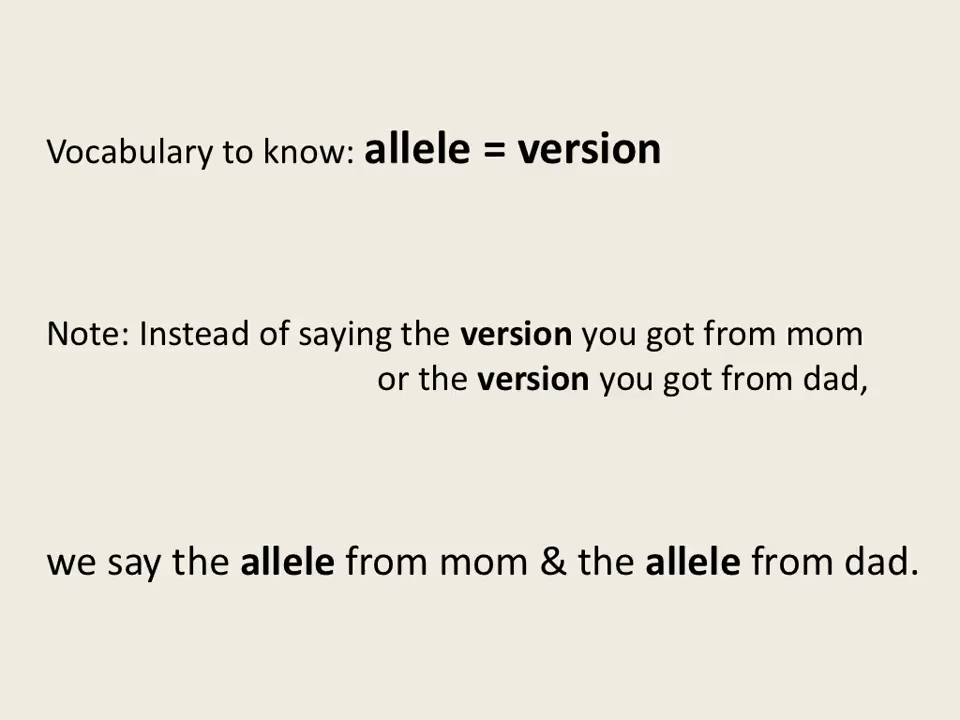 Vocabulary to know: allele = version
Note: Instead of saying the version you got from mom
or the version you got from dad,
we say the allele from mom & the allele from dad.